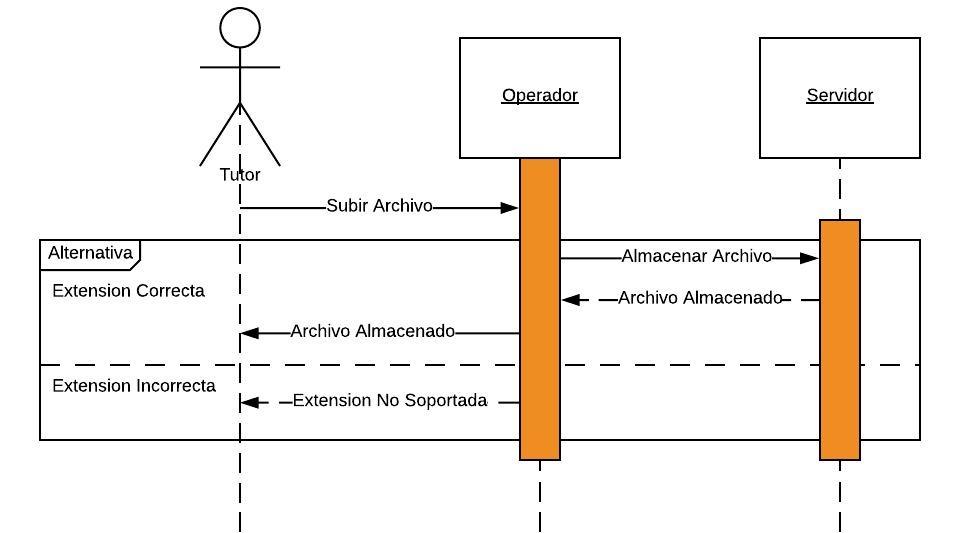 Operador
Servidor
Tutor
Subir Archivo
Alternativa
Almacenar Archivo
Extension Correcta
Archivo Almacenado
Archivo Almacenado
Extension Incorrecta
Extension No Soportada